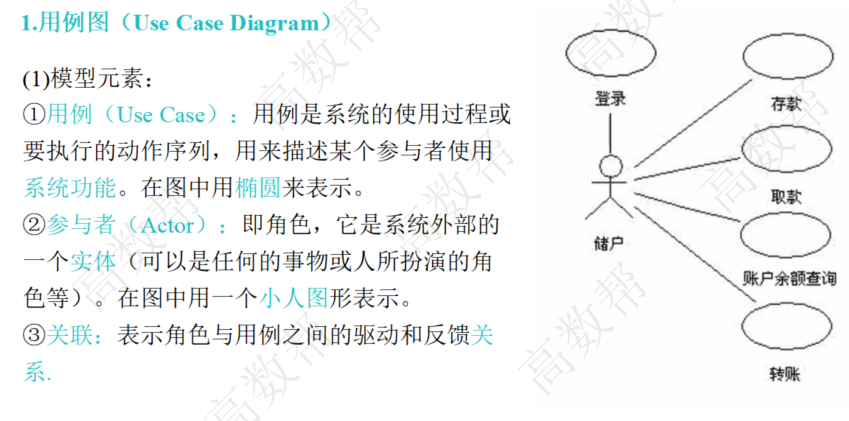 1.用例图（Use Case Diagram）
(1)模型元素：
①用例（Use Case）：用例是系统的使用过程或
要执行的动作序列，用来描述某个参与者使用
系统功能。在图中用椭圆来表示。
②参与者（Actor）：即角色，它是系统外部的
一个实体（可以是任何的事物或人所扮演的角
色等）。在图中用一个小人图形表示。
③关联：表示角色与用例之间的驱动和反馈关
系.
登录
存款
取款
储户
账户余额查询
转账
高数帮
高数帮
高数帮
高数帮
高数帮
高数帮
高数帮
高数帮